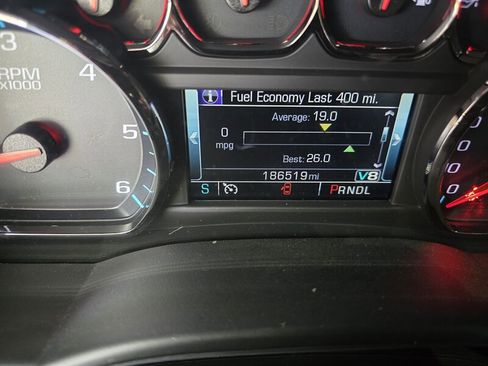 3
4
5
6
RPM
x1000
Fuel Economy Last 400 mi.
Average: 19.0
0
mpg
Best: 26.0
186519 mi
V8
S
PRNDL